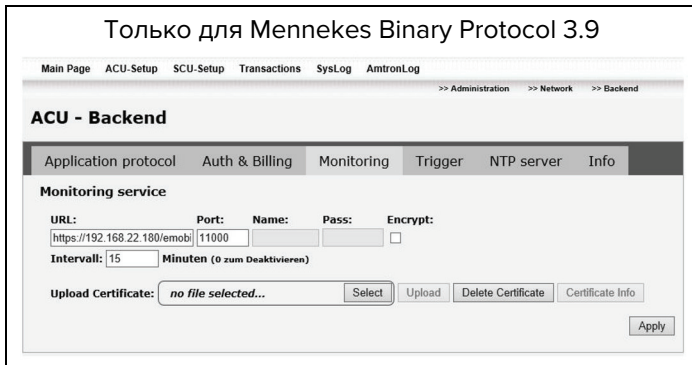 Только для Mennekes Binary Protocol 3.9
Main Page ACU-Setup SCU-Setup Transactions SysLog AmtronLog
>> Administration >> Network >> Backend
ACU - Backend
Application protocol Auth & Billing Monitoring Trigger NTP server Info
Monitoring service
URL: Port: Name: Pass: Encrypt:
https://192.168.22.180/emobi 11000
Intervall: 15 Minuten (0 zum Deaktivieren)
Upload Certificate: no file selected... Select Upload Delete Certificate Certificate Info
Apply